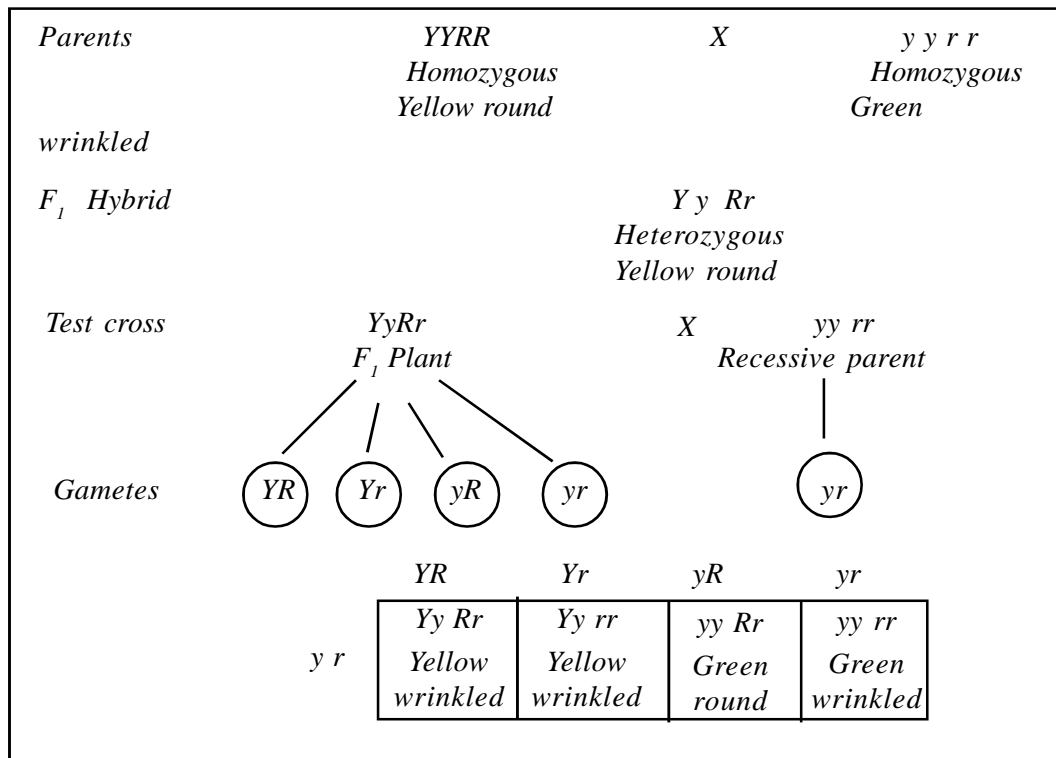 Parents YYRR X y y r r
Homozygous Homozygous
Yellow round Green
wrinkled
F1 Hybrid Y y Rr
Heterozygous
Yellow round
Test cross YyRr X yy rr
F1 Plant Recessive parent
Gametes YR Yr yR yr yr
YR Yr yR yr
Yy Rr Yy rr yy Rr yy rr
y r Yellow Yellow Green Green
wrinkled wrinkled round wrinkled